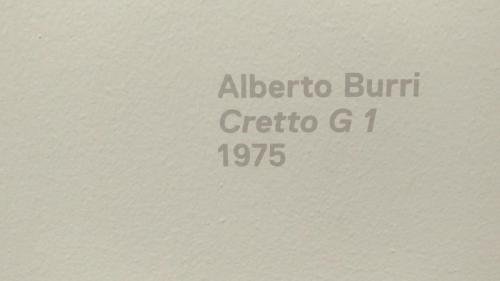 Alberto Burri
Cretto G 1
1975